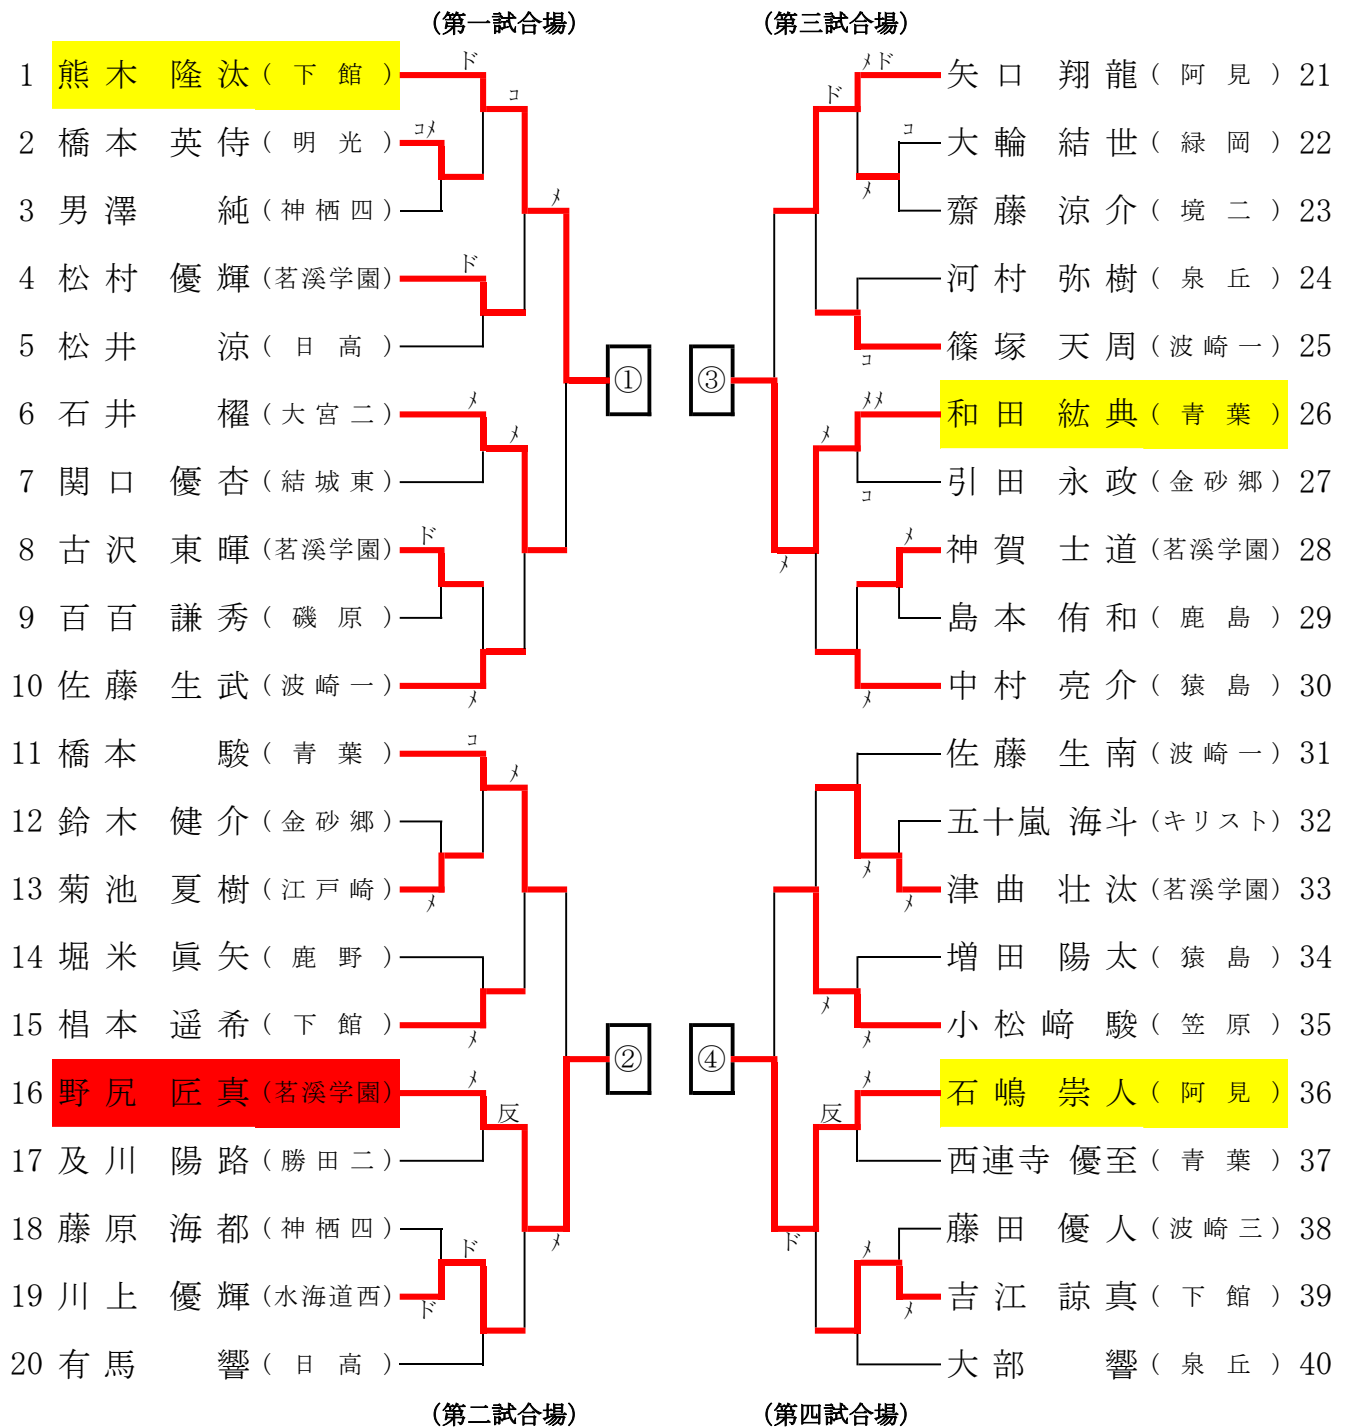 (第一試合場)
(第三試合場)
1 熊木 隆汰 (下館)
2 橋本 英侍 (明光)
3 男澤 純 (神栖四)
4 松村 優輝 (茗溪学園)
5 松井 涼 (日高)
6 石井 櫂 (大宮二)
7 関口 優杏 (結城東)
8 古沢 東暉 (茗溪学園)
9 百百 謙秀 (磯原)
10 佐藤 生武 (波崎一)
11 橋本 駿 (青葉)
12 鈴木 健介 (金砂郷)
13 菊池 夏樹 (江戸崎)
14 堀米 眞矢 (鹿野)
15 椙本 遥希 (下館)
16 野尻 匠真 (茗溪学園)
17 及川 陽路 (勝田二)
18 藤原 海都 (神栖四)
19 川上 優輝 (水海道西)
20 有馬 響 (日高)
ド
コ
コメ
メ
ド
メ
メ
ド
メ
コ
メ
メ
メ
メ
反
メ
ド
ド
①
②
③
④
メド
ド
コ
メ
コ
メメ
メ
コ
メ
メ
メ
メ
メ
メ
メ
メ
反
ド
メ
メ
矢口 翔龍 (阿見) 21
大輪 結世 (緑岡) 22
齋藤 涼介 (境二) 23
河村 弥樹 (泉丘) 24
篠塚 天周 (波崎一) 25
和田 紘典 (青葉) 26
引田 永政 (金砂郷) 27
神賀 士道 (茗溪学園) 28
島本 侑和 (鹿島) 29
中村 亮介 (猿島) 30
佐藤 生南 (波崎一) 31
五十嵐 海斗 (キリスト) 32
津曲 壮汰 (茗溪学園) 33
増田 陽太 (猿島) 34
小松﨑 駿 (笠原) 35
石嶋 崇人 (阿見) 36
西連寺 優至 (青葉) 37
藤田 優人 (波崎三) 38
吉江 諒真 (下館) 39
大部 響 (泉丘) 40
(第二試合場)
(第四試合場)